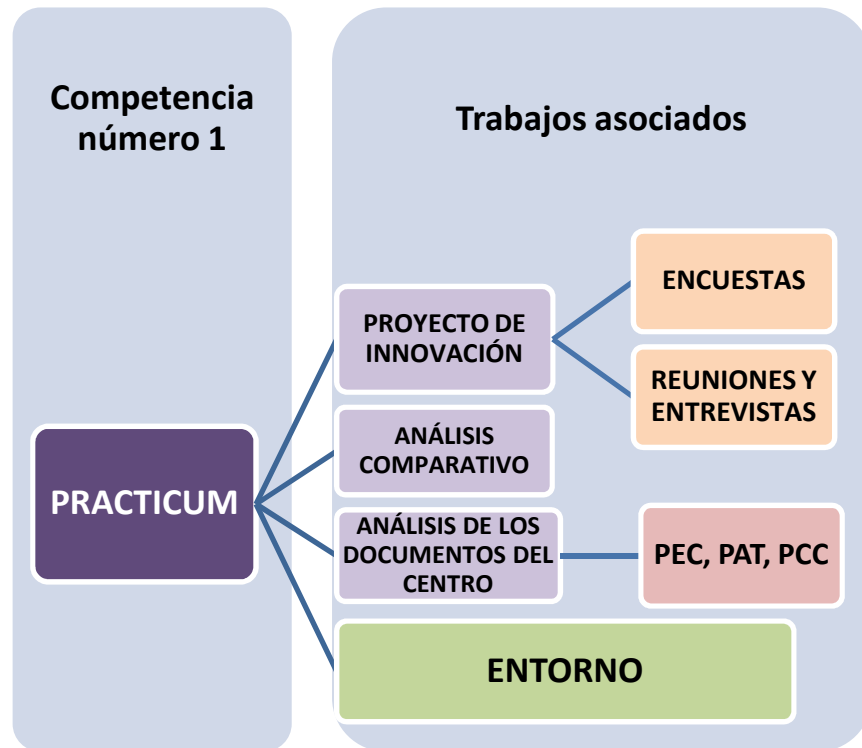 Competencia
número 1
Trabajos asociados
PRACTICUM
PROYECTO DE
INNOVACIÓN
ENCUESTAS
REUNIONES Y
ENTREVISTAS
ANÁLISIS
COMPARATIVO
ANÁLISIS DE LOS
DOCUMENTOS DEL
CENTRO
PEC, PAT, PCC
ENTORNO